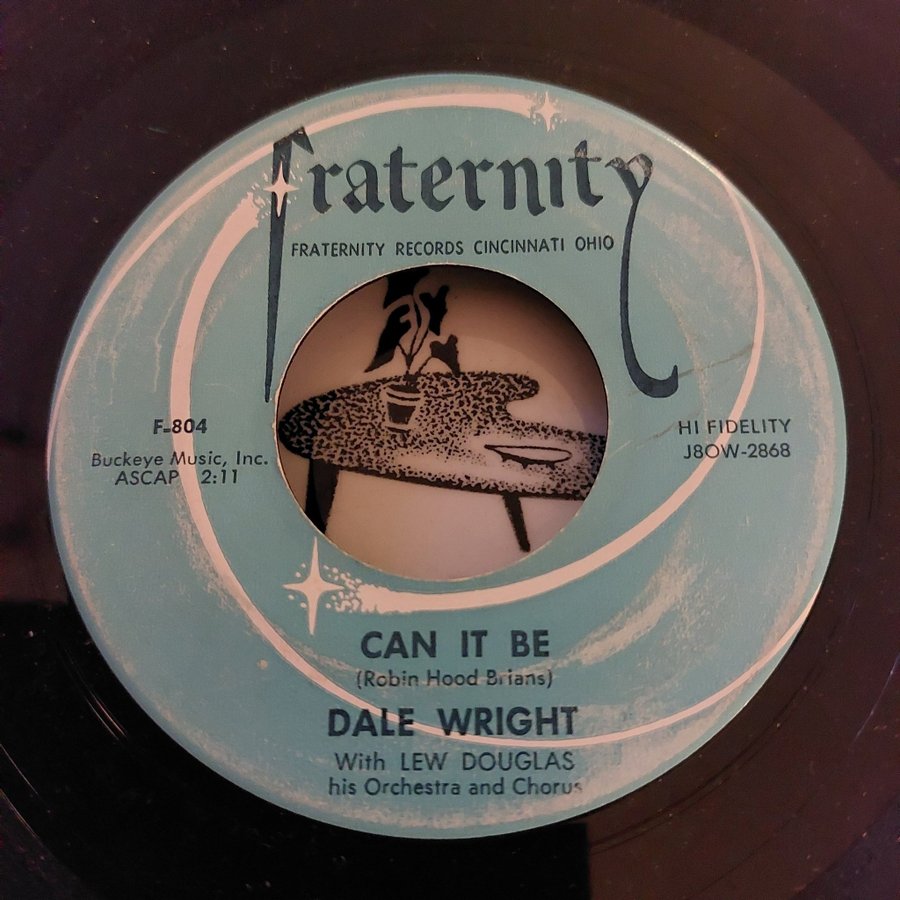 fraternity
FRATERNITY RECORDS CINCINNATI OHIO
F-804
Buckeye Music, Inc.
ASCAP 2:11
HI FIDELITY
J8OW-2868
CAN IT BE
(Robin Hood Brians)
DALE WRIGHT
With LEW DOUGLAS
his Orchestra and Chorus